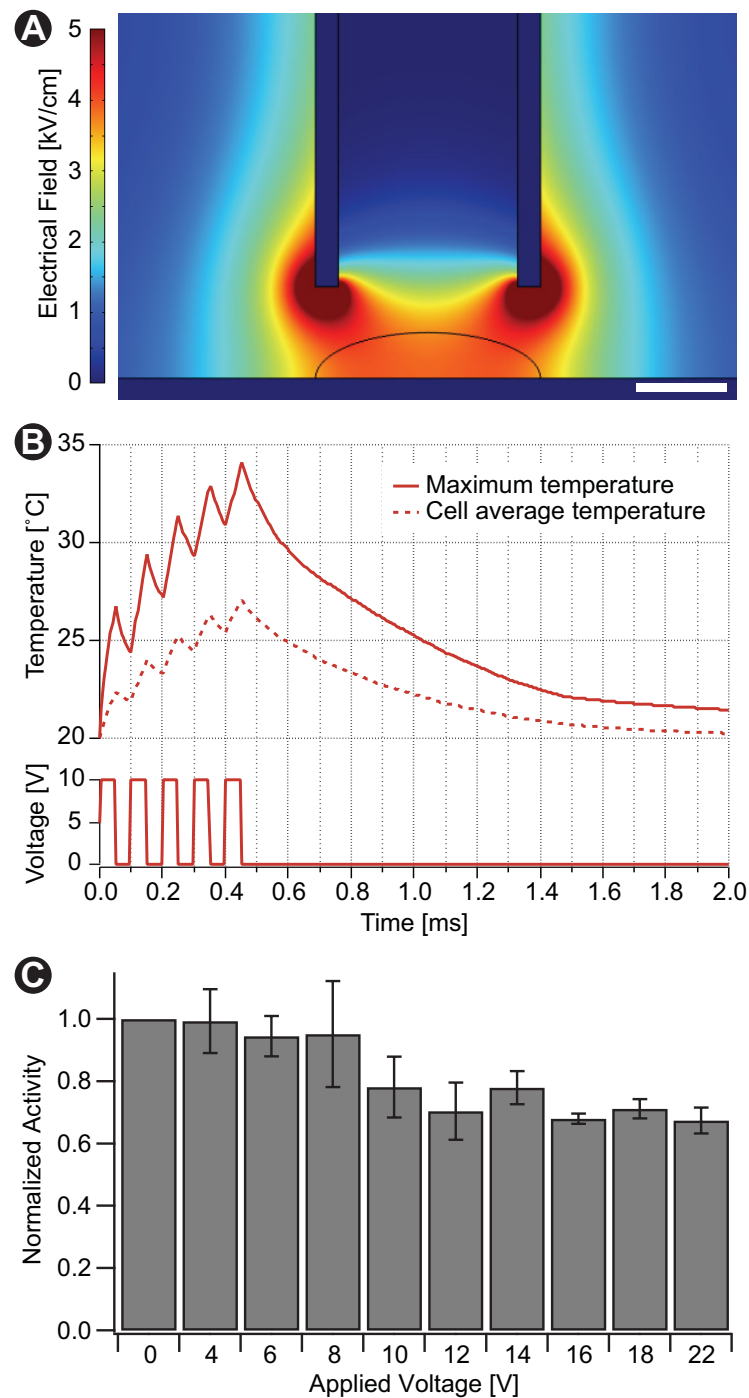 A
Electrical Field [kV/cm]
5
4
3
2
1
0
B
Temperature [˚C]
35
30
25
20
Maximum temperature
Cell average temperature
Voltage [V]
10
5
0
0.0 0.2 0.4 0.6 0.8 1.0 1.2 1.4 1.6 1.8 2.0
Time [ms]
C
Normalized Activity
1.0
0.8
0.6
0.4
0.2
0.0
0 4 6 8 10 12 14 16 18 22
Applied Voltage [V]